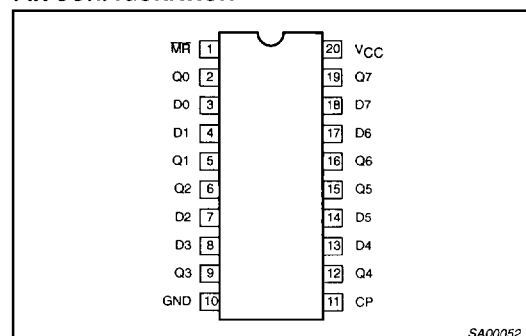 MR 1 20 VCC
Q0 2 19 Q7
D0 3 18 D7
D1 4 17 D6
Q1 5 16 Q6
Q2 6 15 Q5
D2 7 14 D5
D3 8 13 D4
Q3 9 12 Q4
GND 10 11 CP
SA00052